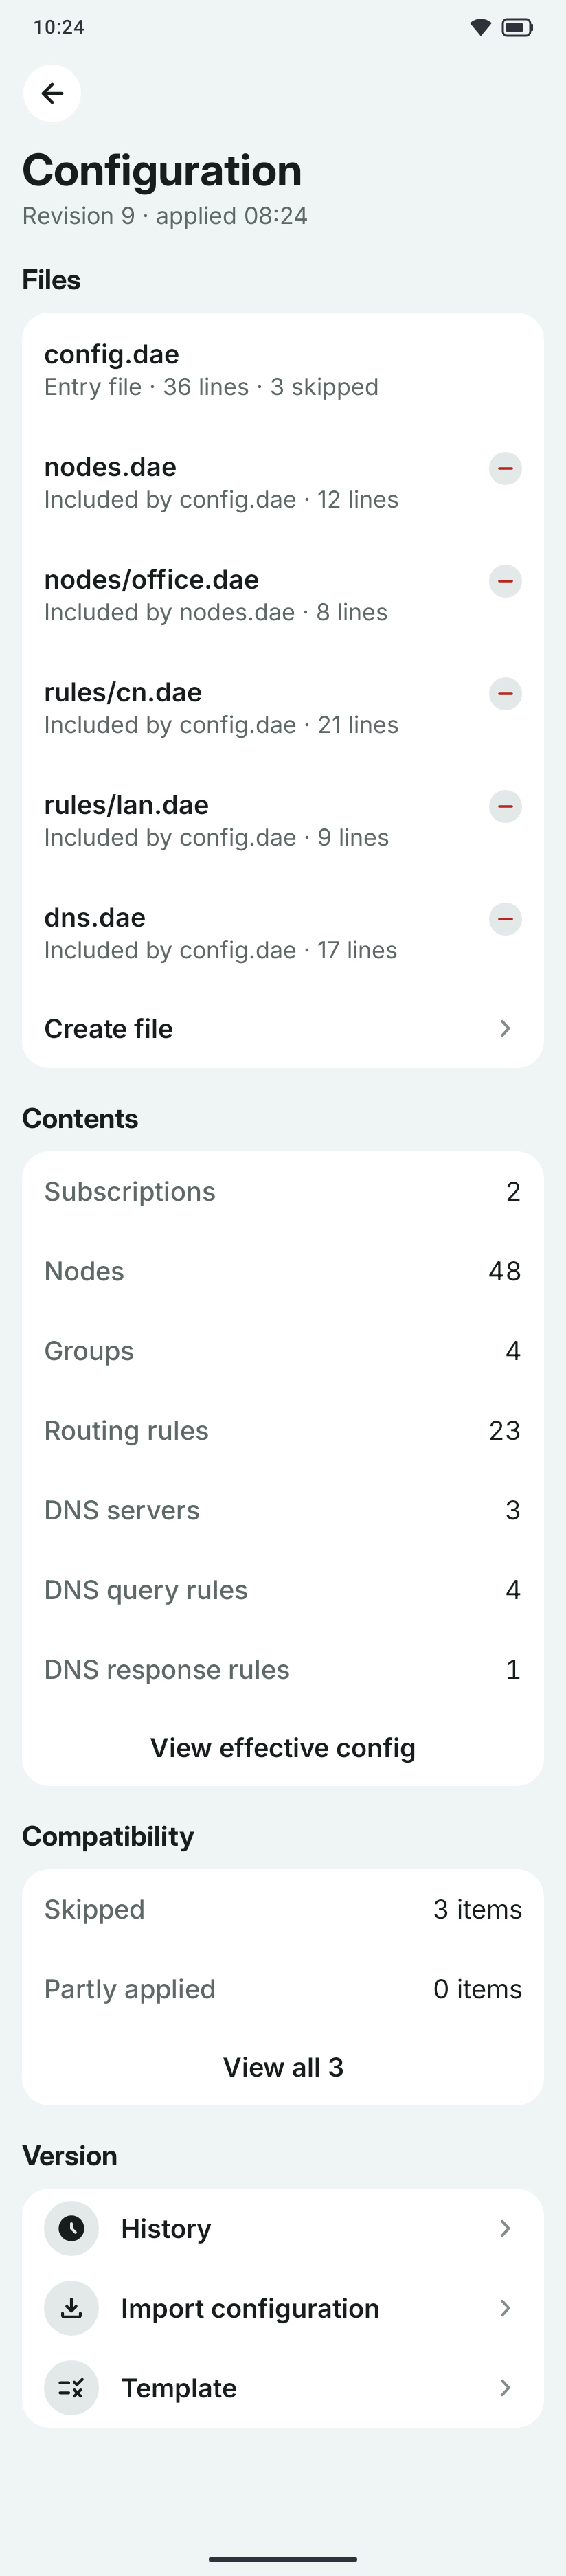 10:24
Configuration
Revision 9 · applied 08:24
Files
config.dae
Entry file · 36 lines · 3 skipped
nodes.dae
Included by config.dae · 12 lines
nodes/office.dae
Included by nodes.dae · 8 lines
rules/cn.dae
Included by config.dae · 21 lines
rules/lan.dae
Included by config.dae · 9 lines
dns.dae
Included by config.dae · 17 lines
Create file
Contents
Subscriptions 2
Nodes 48
Groups 4
Routing rules 23
DNS servers 3
DNS query rules 4
DNS response rules 1
View effective config
Compatibility
Skipped 3 items
Partly applied 0 items
View all 3
Version
History
Import configuration
Template